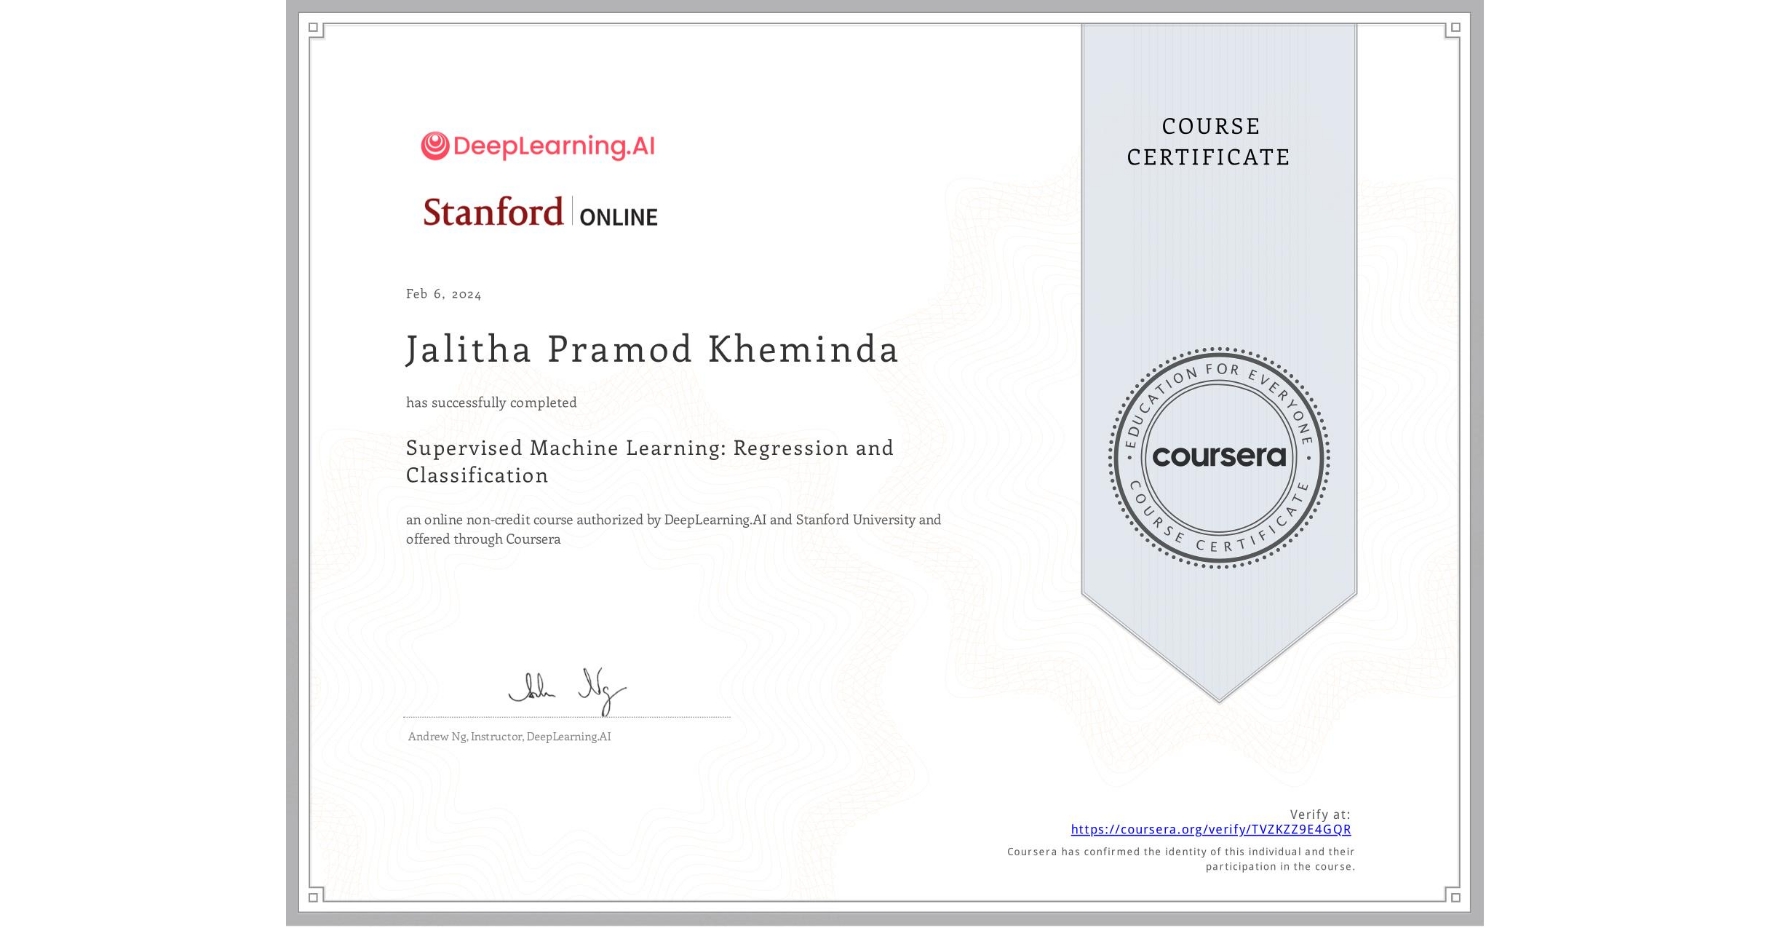 DeepLearning.AI
Stanford | ONLINE
Feb 6, 2024
Jalitha Pramod Kheminda
has successfully completed
Supervised Machine Learning: Regression and
Classification
an online non-credit course authorized by DeepLearning.AI and Stanford University and
offered through Coursera
Andrew Ng, Instructor, DeepLearning.AI
COURSE
CERTIFICATE
EDUCATION FOR EVERYONE
coursera
COURSE CERTIFICATE
Verify at:
https://coursera.org/verify/TVZKZZ9E4GQR
Coursera has confirmed the identity of this individual and their
participation in the course.